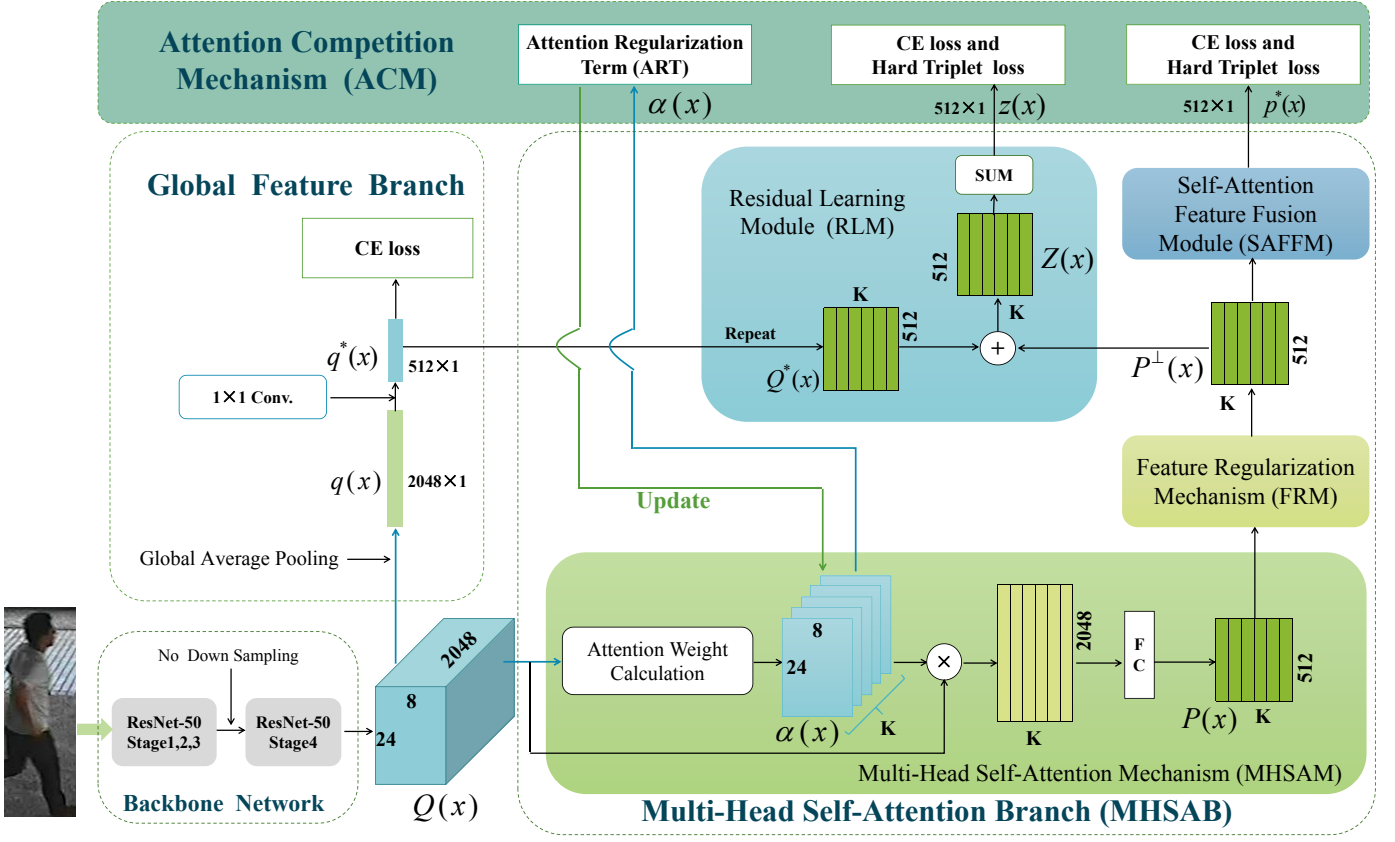 Attention Competition
Mechanism (ACM)
Attention Regularization
Term (ART)
α(x)
CE loss and
Hard Triplet loss
512×1 z(x)
CE loss and
Hard Triplet loss
512×1 p*(x)
Global Feature Branch
CE loss
q*(x)
512×1
1×1 Conv.
q(x)
2048×1
Global Average Pooling
Residual Learning
Module (RLM)
SUM
512
Z(x)
K
K
512
Repeat
Q*(x)
+
Self-Attention
Feature Fusion
Module (SAFFM)
P⊥(x)
512
K
Feature Regularization
Mechanism (FRM)
Update
No Down Sampling
ResNet-50
Stage1,2,3
ResNet-50
Stage4
Backbone Network
2048
8
24
Q(x)
Attention Weight
Calculation
8
24
α(x)
K
×
2048
K
F
C
512
P(x)
K
Multi-Head Self-Attention Mechanism (MHSAM)
Multi-Head Self-Attention Branch (MHSAB)